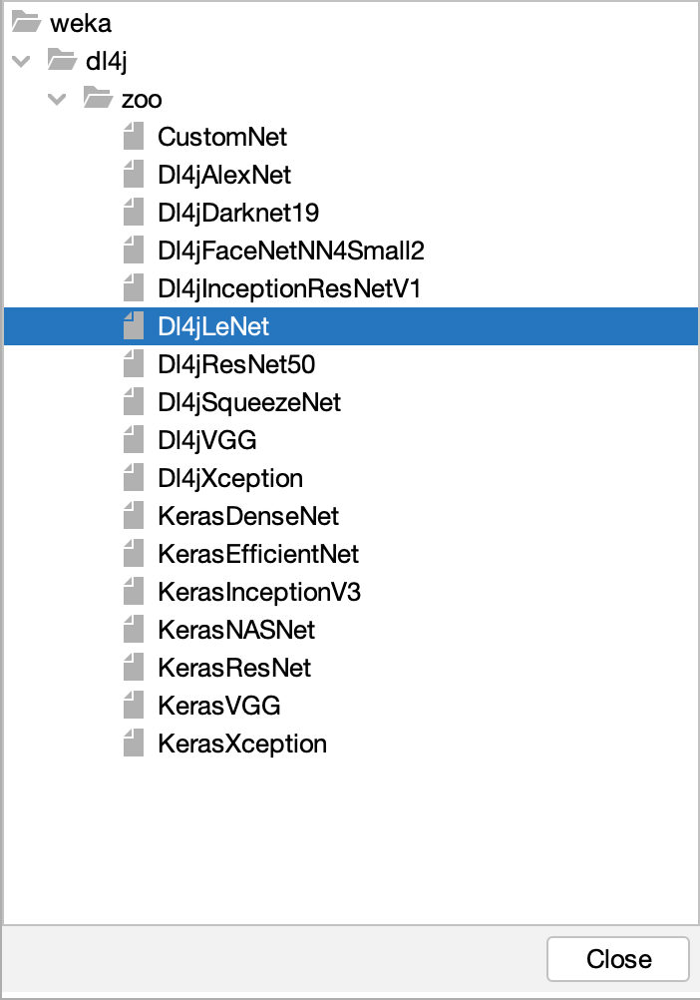 weka
dl4j
zoo
CustomNet
Dl4jAlexNet
Dl4jDarknet19
Dl4jFaceNetNN4Small2
Dl4jInceptionResNetV1
Dl4jLeNet
Dl4jResNet50
Dl4jSqueezeNet
Dl4jVGG
Dl4jXception
KerasDenseNet
KerasEfficientNet
KerasInceptionV3
KerasNASNet
KerasResNet
KerasVGG
KerasXception
Close